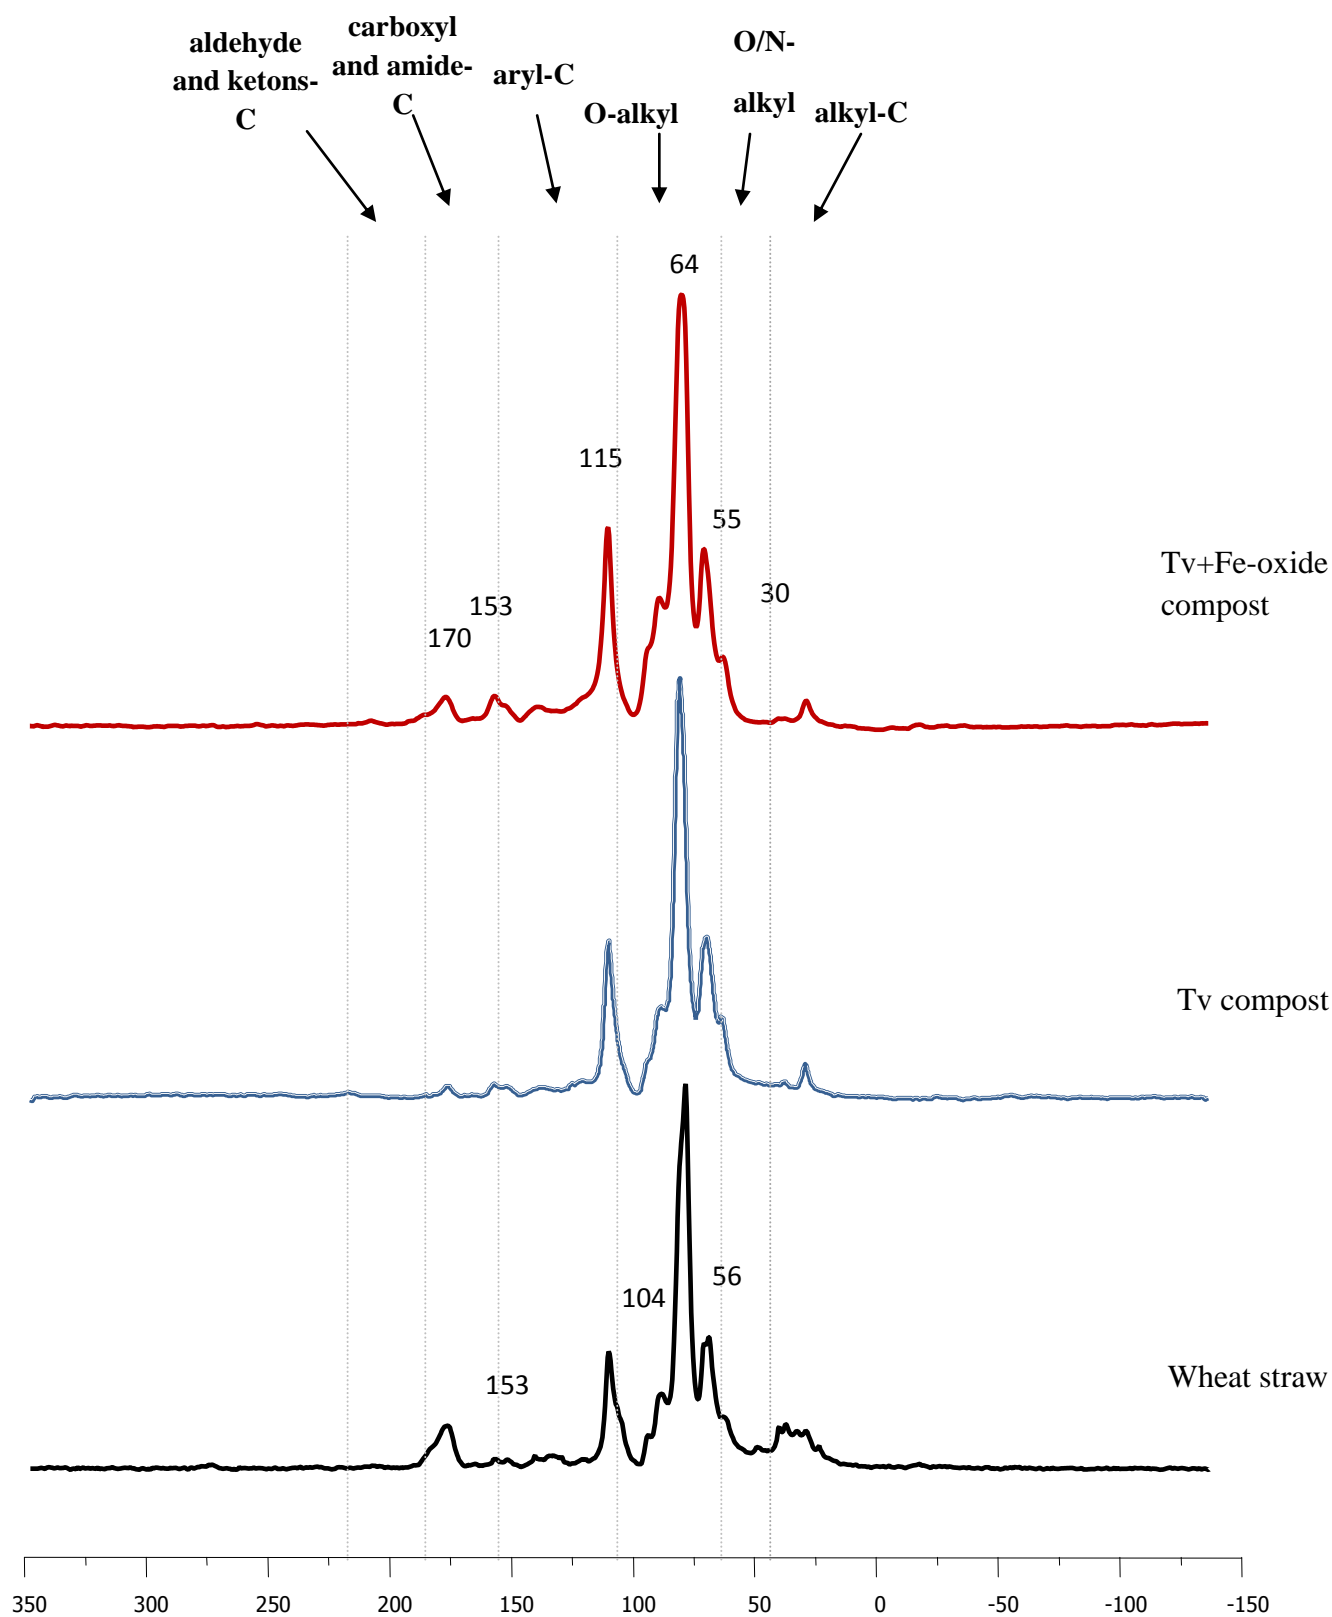 aldehyde
and ketons-
C
carboxyl
and amide-
C
aryl-C
O-alkyl
O/N-
alkyl
alkyl-C
64
115
55
30
153
170
Tv+Fe-oxide
compost
Tv compost
56
104
153
Wheat straw
350 300 250 200 150 100 50 0 -50 -100 -150